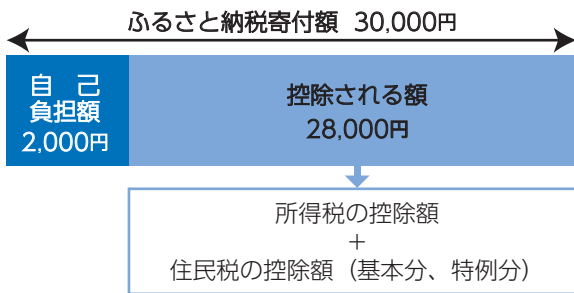 ふるさと納税寄付額 30,000円
自 己
負担額
2,000円
控除される額
28,000円
所得税の控除額
+
住民税の控除額（基本分、特例分）